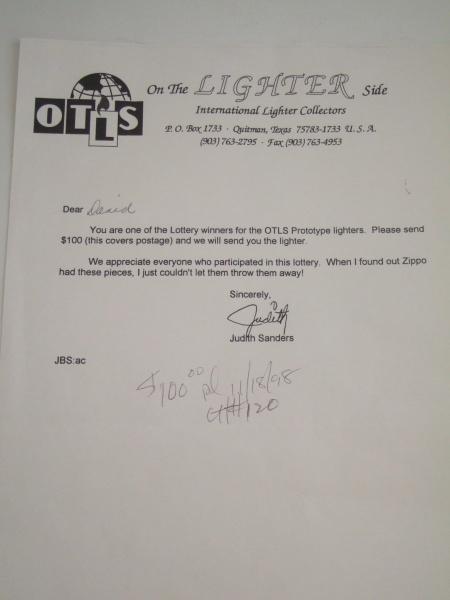 OTLS
On The LIGHTER Side
International Lighter Collectors
P. O. Box 1733 · Quitman, Texas 75783-1733 U. S. A.
(903) 763-2795 · Fax (903) 763-4953
Dear David
You are one of the Lottery winners for the OTLS Prototype lighters. Please send
$100 (this covers postage) and we will send you the lighter.
We appreciate everyone who participated in this lottery. When I found out Zippo
had these pieces, I just couldn't let them throw them away!
Sincerely,
Judith
Judith Sanders
JBS:ac
$100.00 pd 11/18/98
120